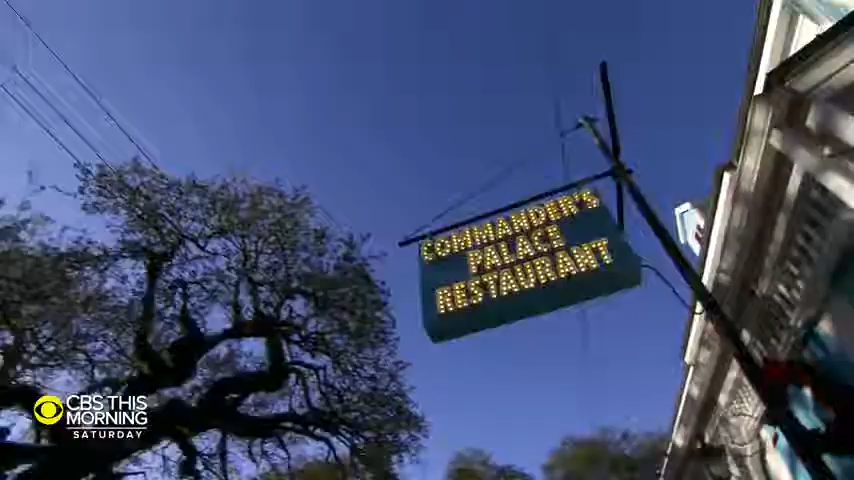 COMMANDER'S
PALACE
RESTAURANT
CBS THIS
MORNING
SATURDAY